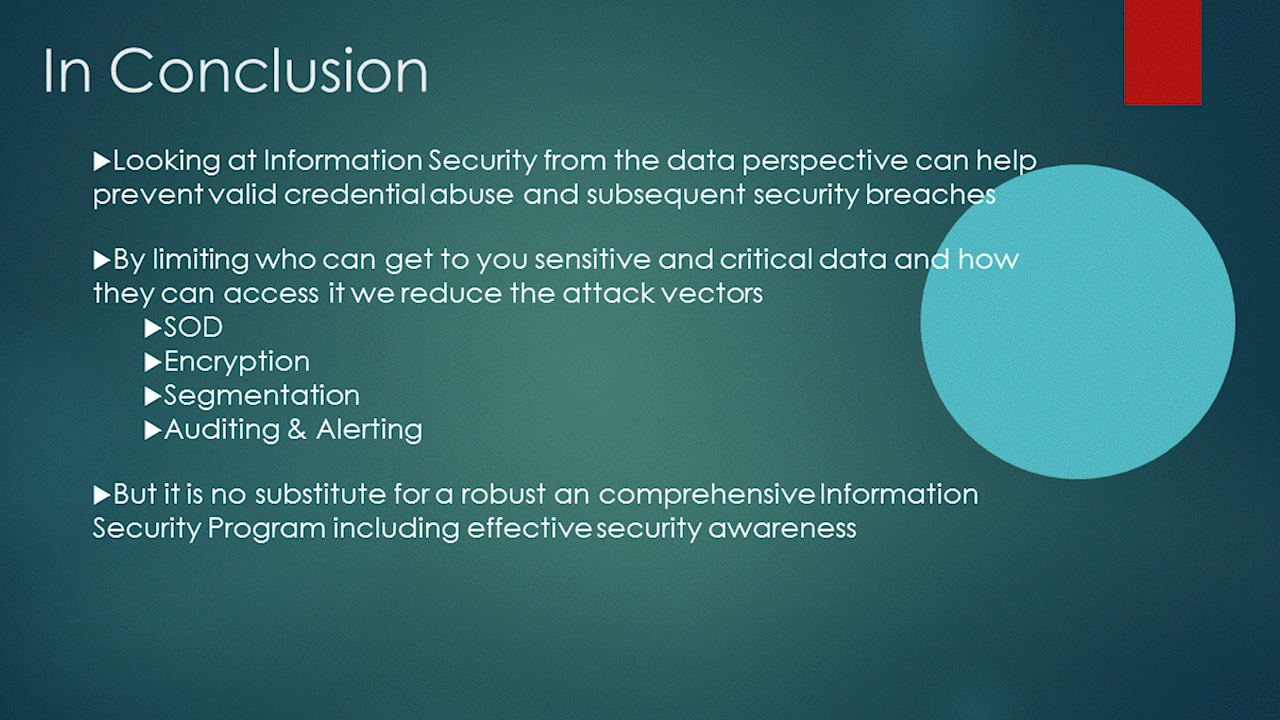 In Conclusion
▶Looking at Information Security from the data perspective can help
prevent valid credential abuse and subsequent security breaches
▶By limiting who can get to you sensitive and critical data and how
they can access it we reduce the attack vectors
▶SOD
▶Encryption
▶Segmentation
▶Auditing & Alerting
▶But it is no substitute for a robust an comprehensive Information
Security Program including effective security awareness